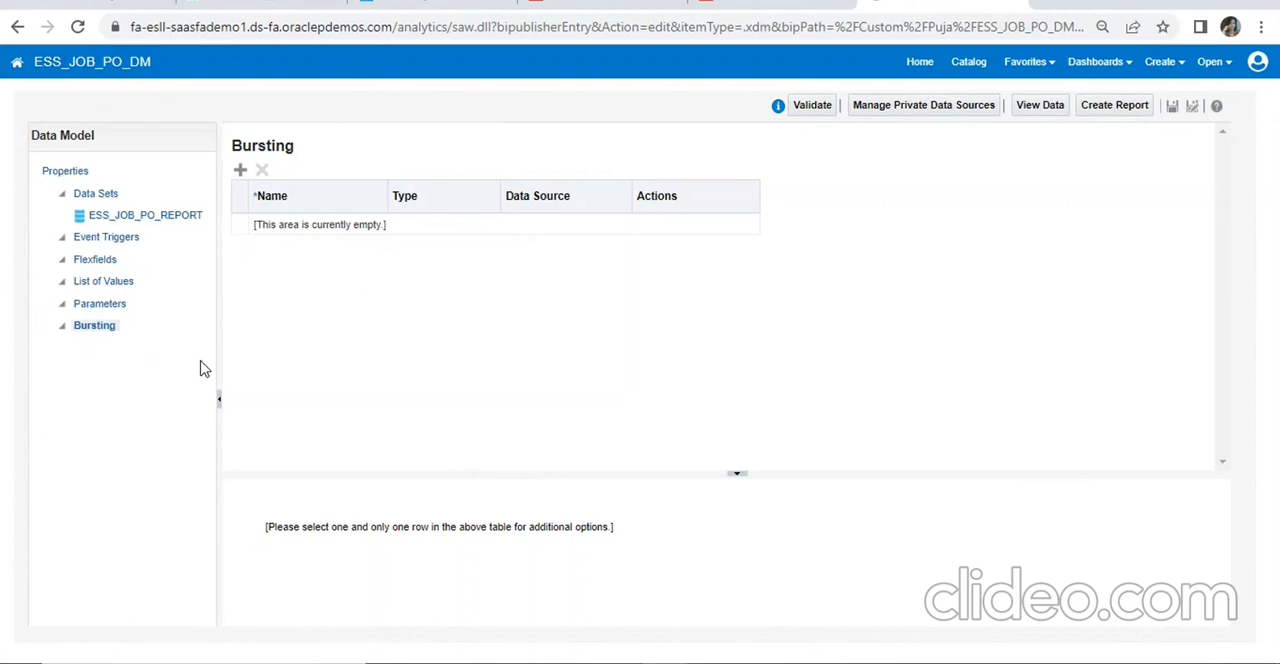 fa-esll-saasfademo1.ds-fa.oraclepdemos.com/analytics/saw.dll?bipublisherEntry&Action=edit&itemType=.xdm&bipPath=%2FCustom%2FPuja%2FESS_JOB_PO_DM...
ESS_JOB_PO_DM
Home Catalog Favorites Dashboards Create Open
Validate Manage Private Data Sources View Data Create Report
Data Model
Properties
Data Sets
ESS_JOB_PO_REPORT
Event Triggers
Flexfields
List of Values
Parameters
Bursting
Bursting
*Name Type Data Source Actions
[This area is currently empty.]
[Please select one and only one row in the above table for additional options.]
clideo.com